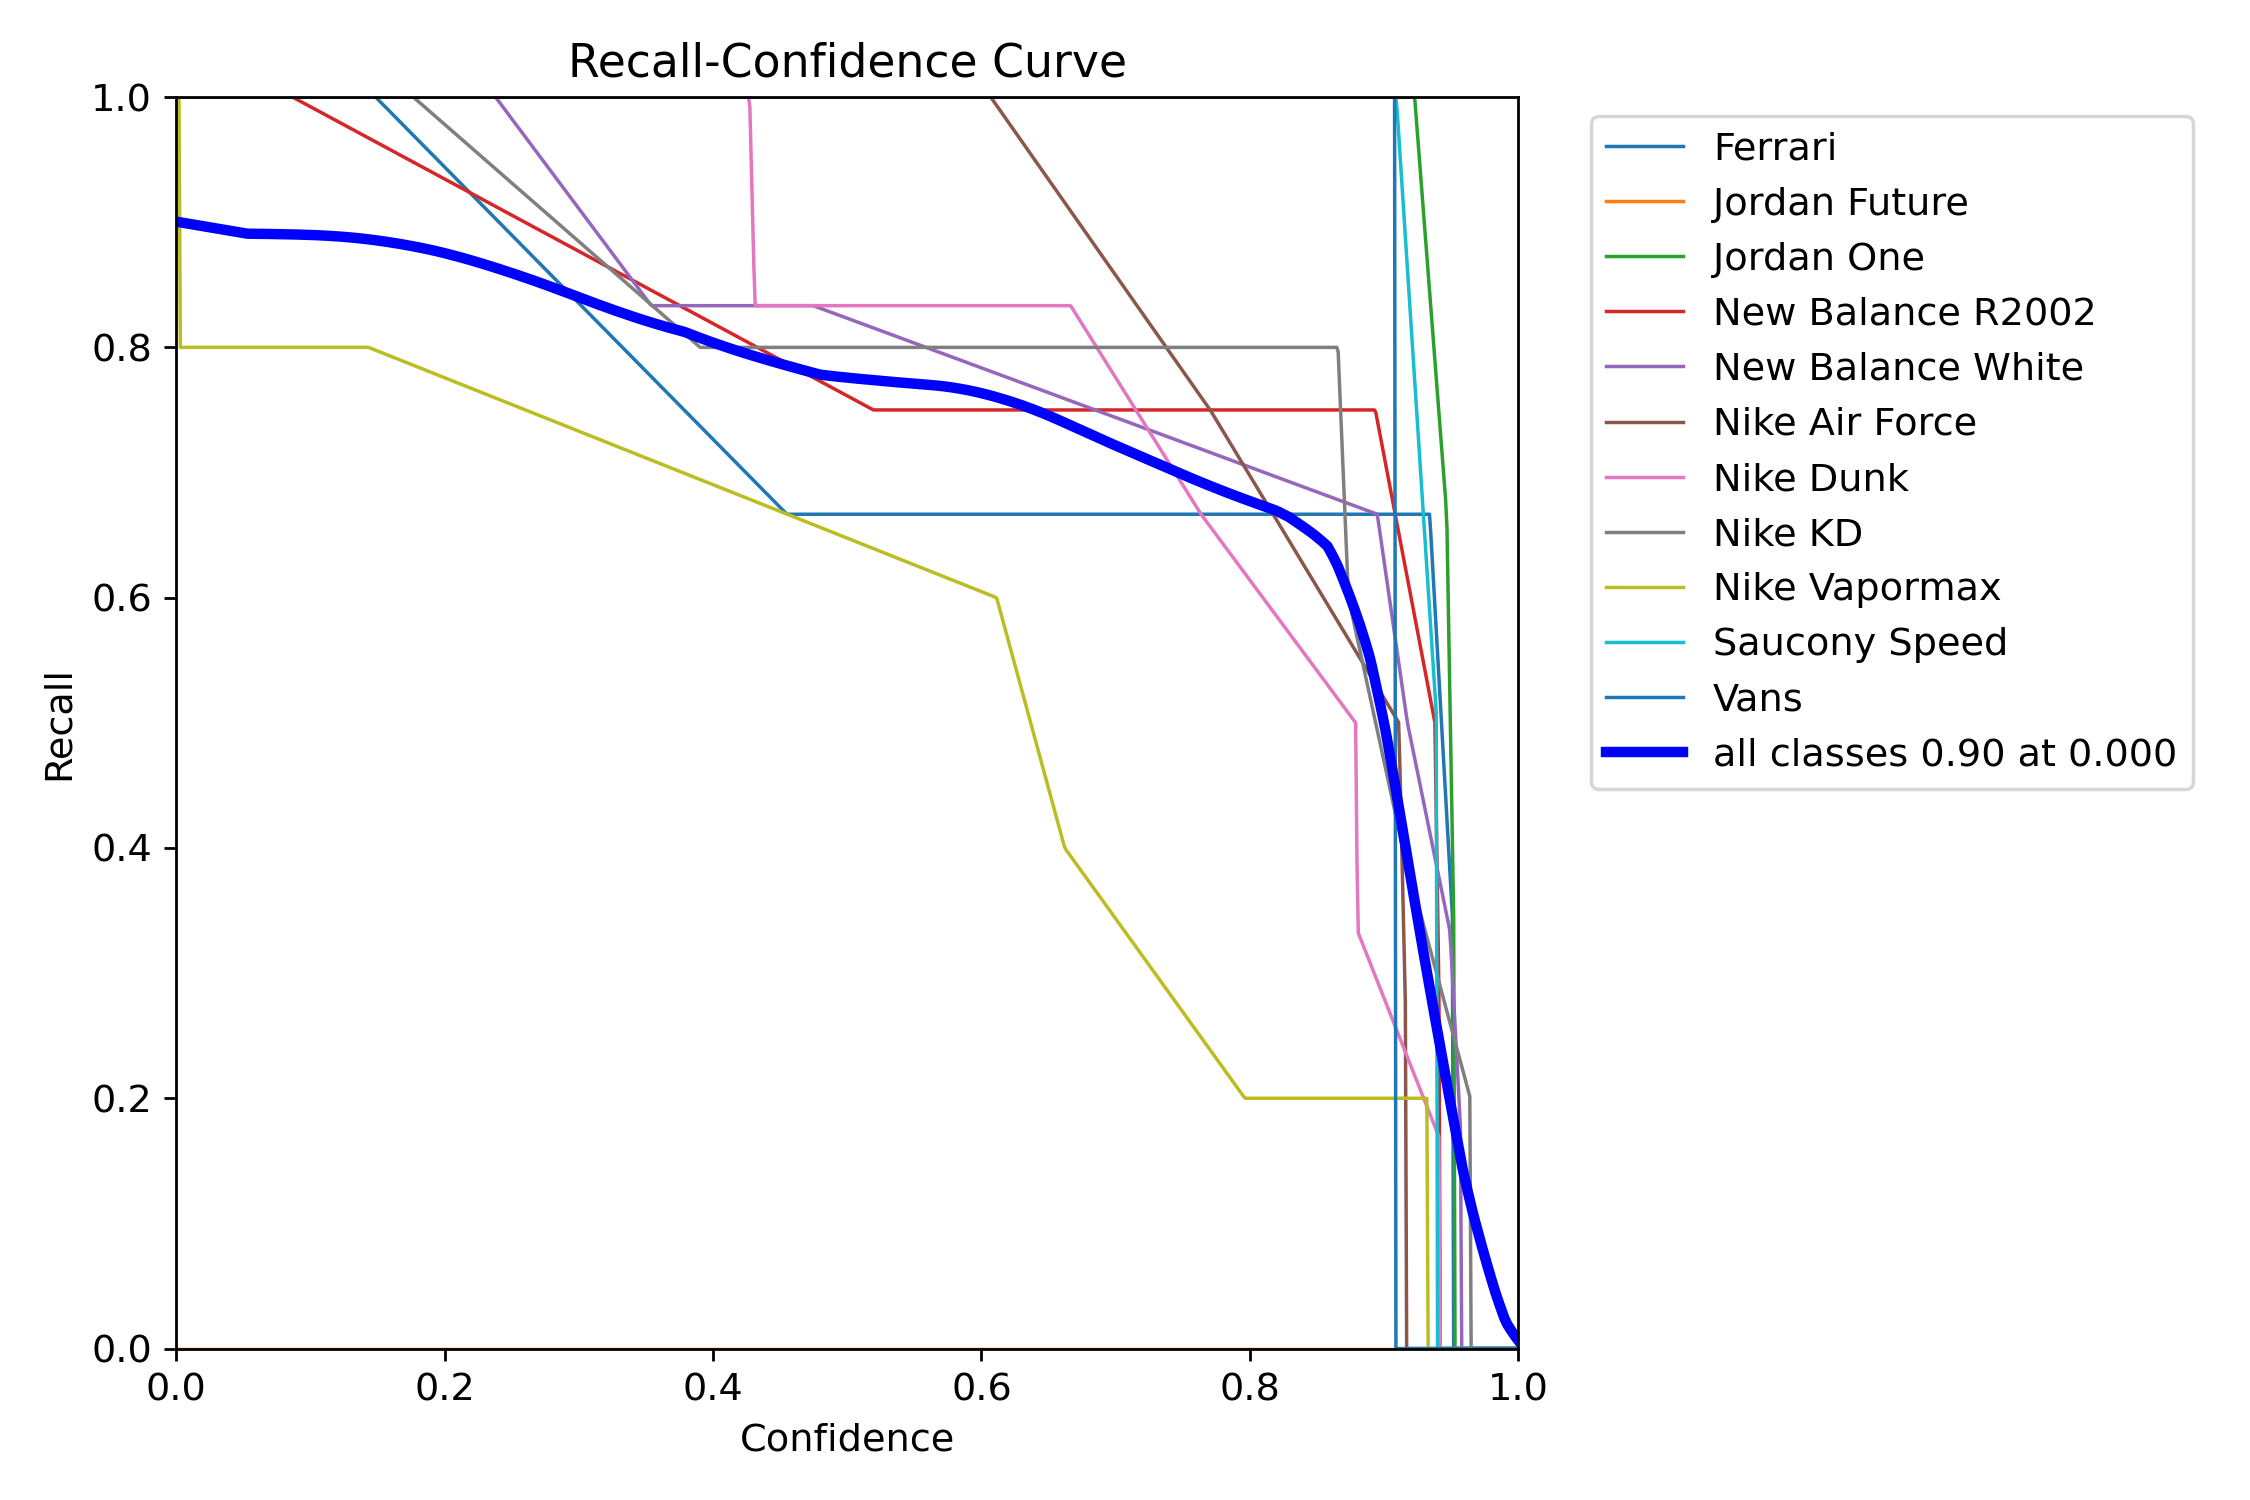 Recall-Confidence Curve
1.0
0.8
0.6
0.4
0.2
0.0
Recall
0.0 0.2 0.4 0.6 0.8 1.0
Confidence
Ferrari
Jordan Future
Jordan One
New Balance R2002
New Balance White
Nike Air Force
Nike Dunk
Nike KD
Nike Vapormax
Saucony Speed
Vans
all classes 0.90 at 0.000